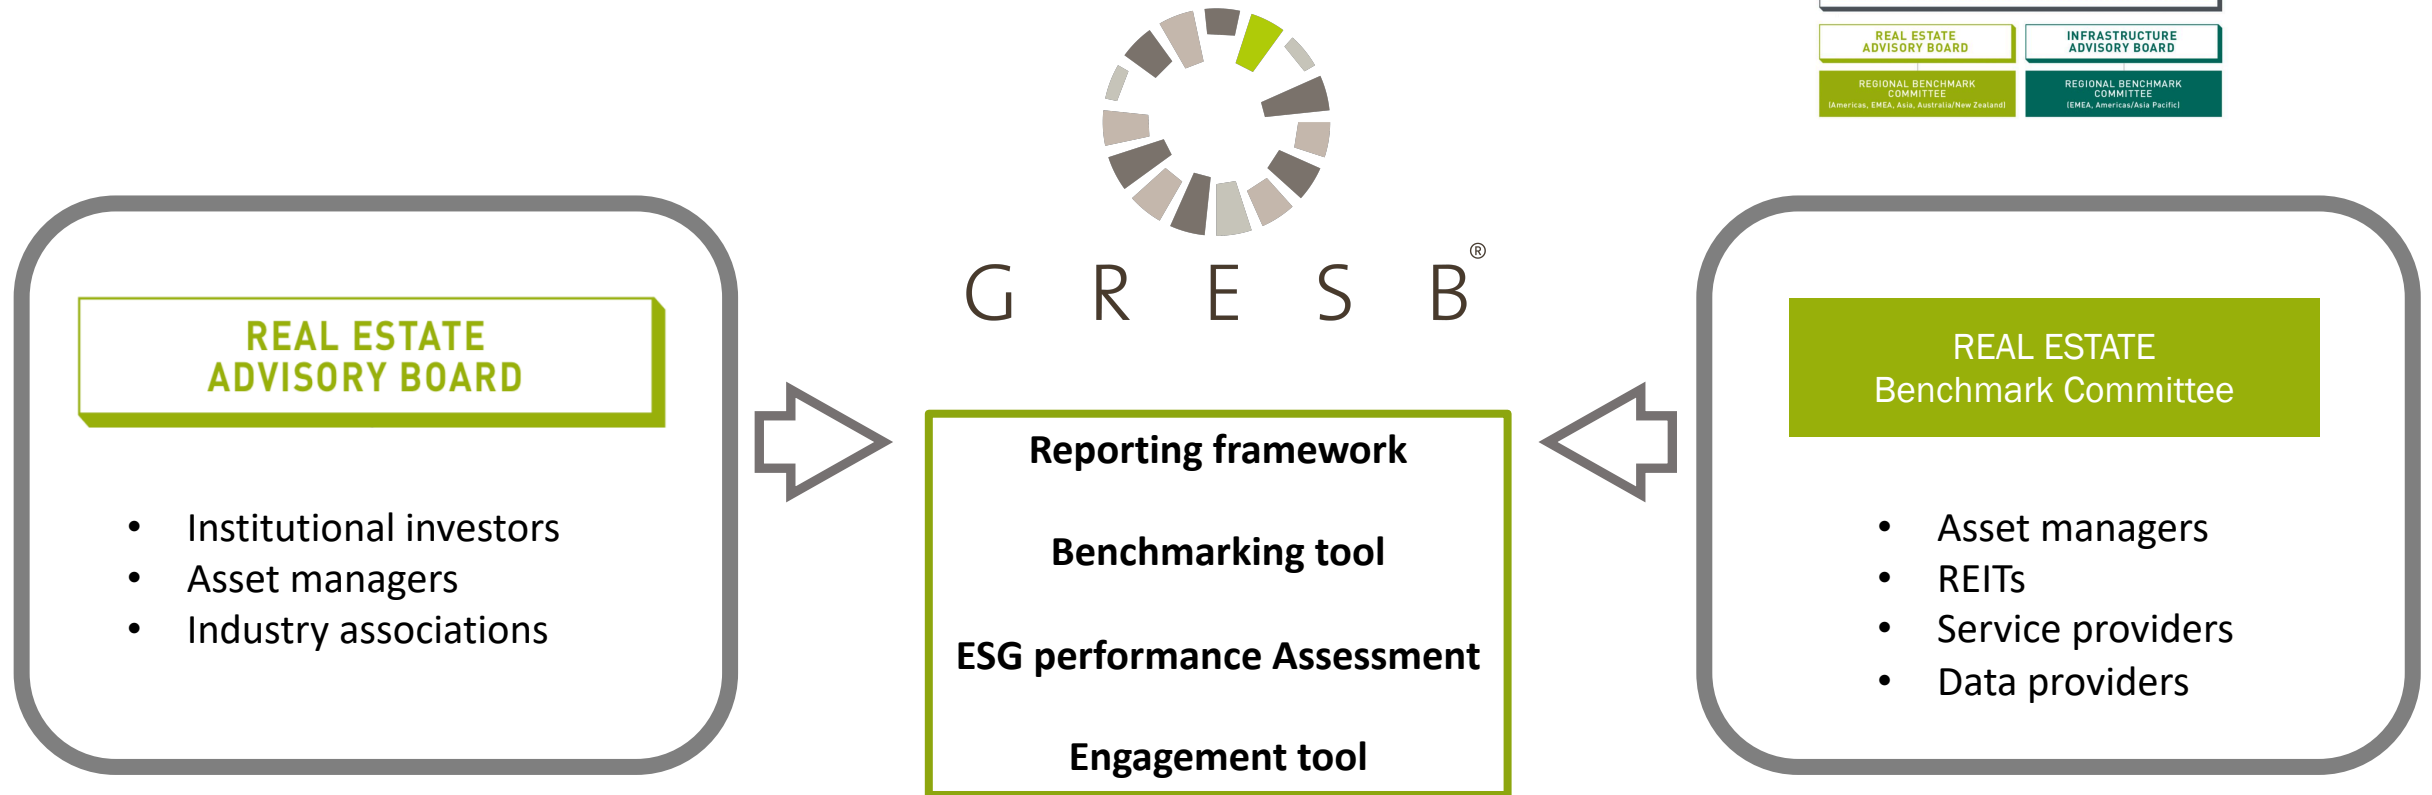 REAL ESTATE
ADVISORY BOARD
INFRASTRUCTURE
ADVISORY BOARD
REGIONAL BENCHMARK
COMMITTEE
(Americas, EMEA, Asia, Australia/New Zealand)
REGIONAL BENCHMARK
COMMITTEE
(EMEA, Americas/Asia Pacific)
GRESB®
REAL ESTATE
ADVISORY BOARD
• Institutional investors
• Asset managers
• Industry associations
Reporting framework
Benchmarking tool
ESG performance Assessment
Engagement tool
REAL ESTATE
Benchmark Committee
• Asset managers
• REITs
• Service providers
• Data providers